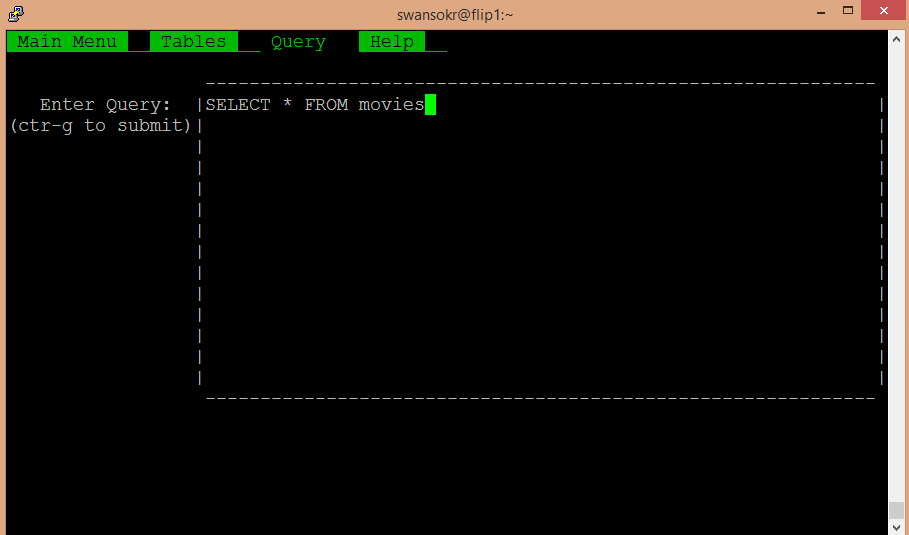 swansokr@flip1:~
Main Menu Tables Query Help
Enter Query: SELECT * FROM movies
(ctr-g to submit)